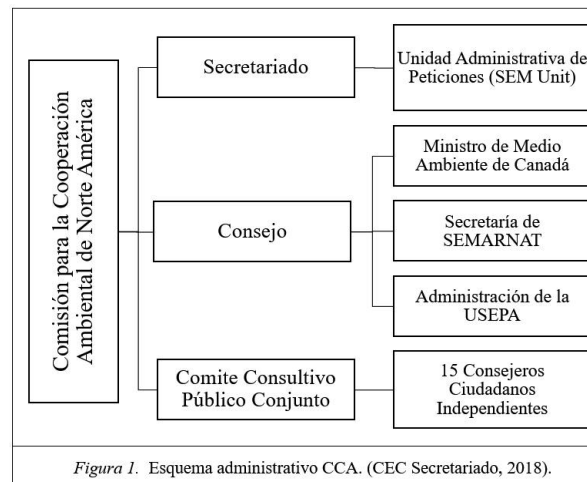 Comisión para la Cooperación
Ambiental de Norte América
Secretariado
Unidad Administrativa de
Peticiones (SEM Unit)
Consejo
Ministro de Medio
Ambiente de Canadá
Secretaría de
SEMARNAT
Administración de la
USEPA
Comite Consultivo
Público Conjunto
15 Consejeros
Ciudadanos
Independientes
Figura 1. Esquema administrativo CCA. (CEC Secretariado, 2018).